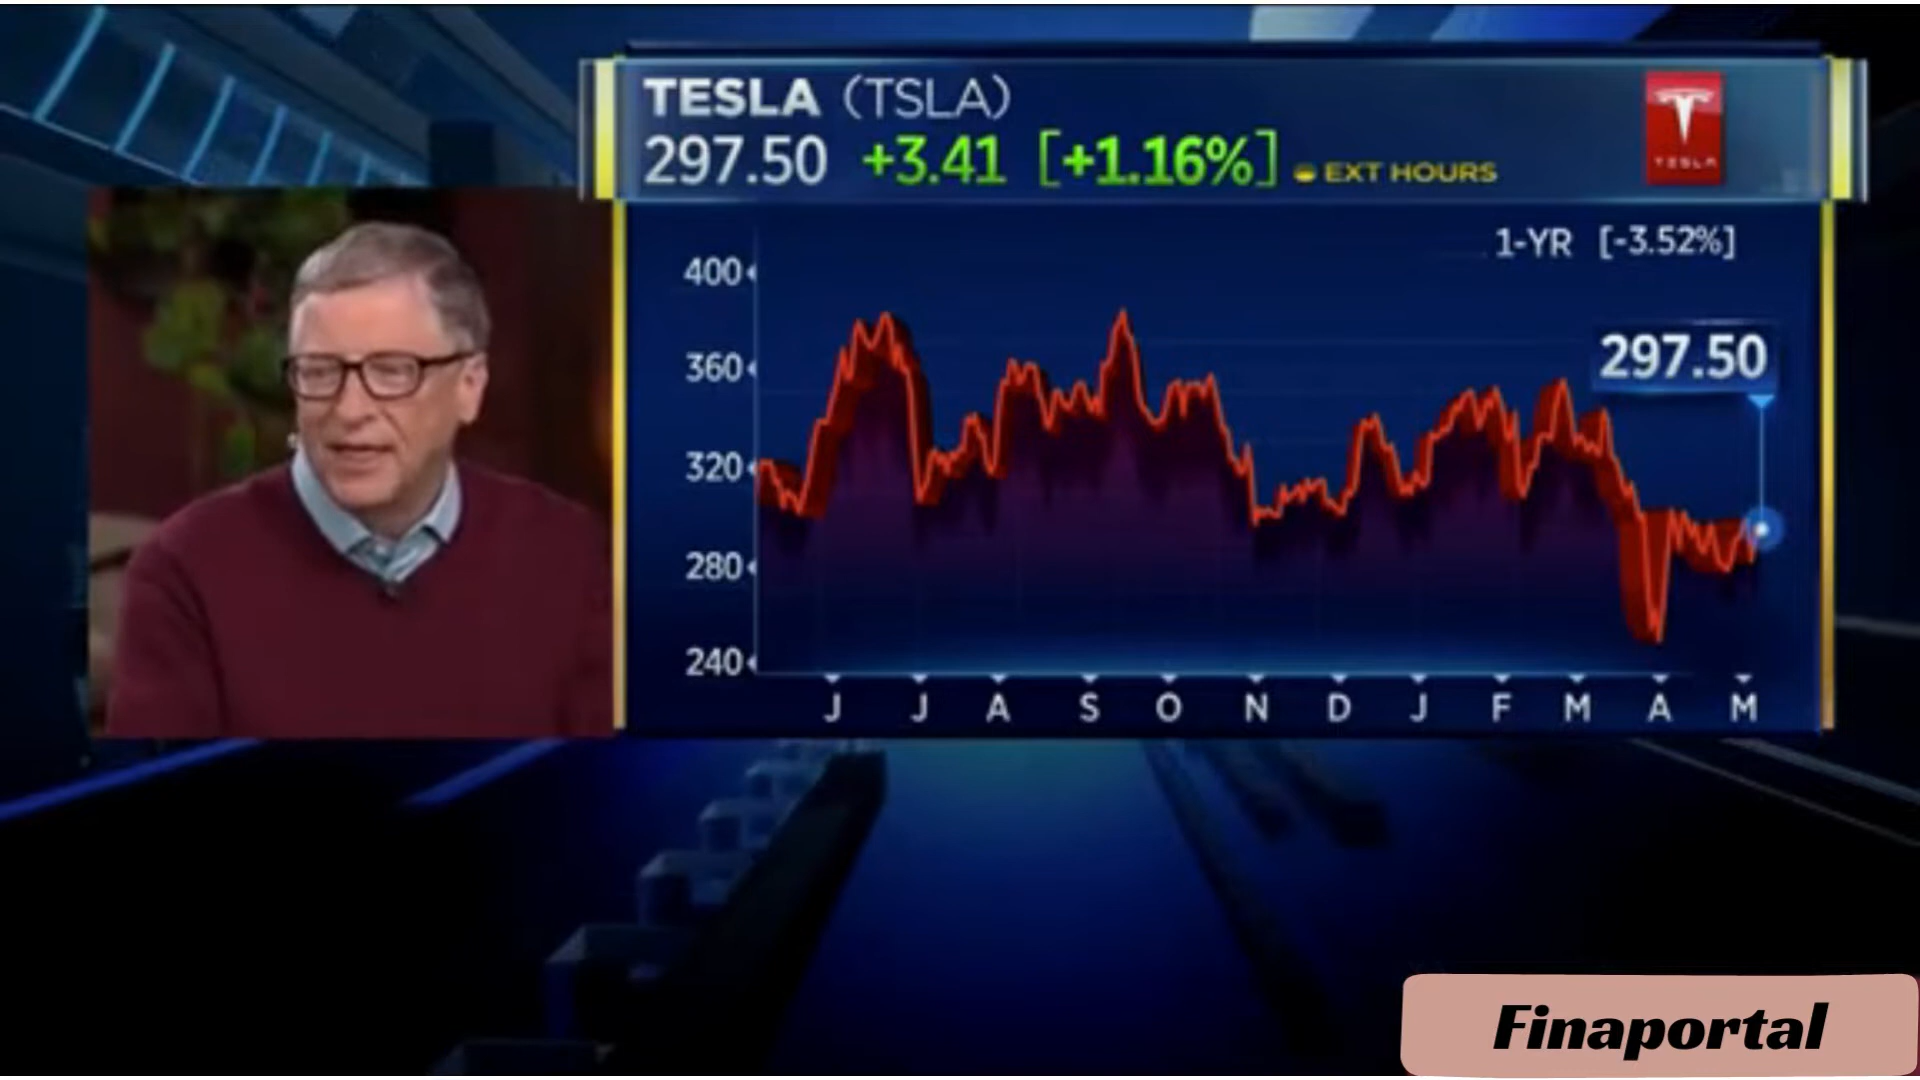 TESLA (TSLA)
297.50 +3.41 [+1.16%] EXT HOURS
TESLA
1-YR [-3.52%]
400
297.50
360
320
280
240
J J A S O N D J F M A M
Finaportal